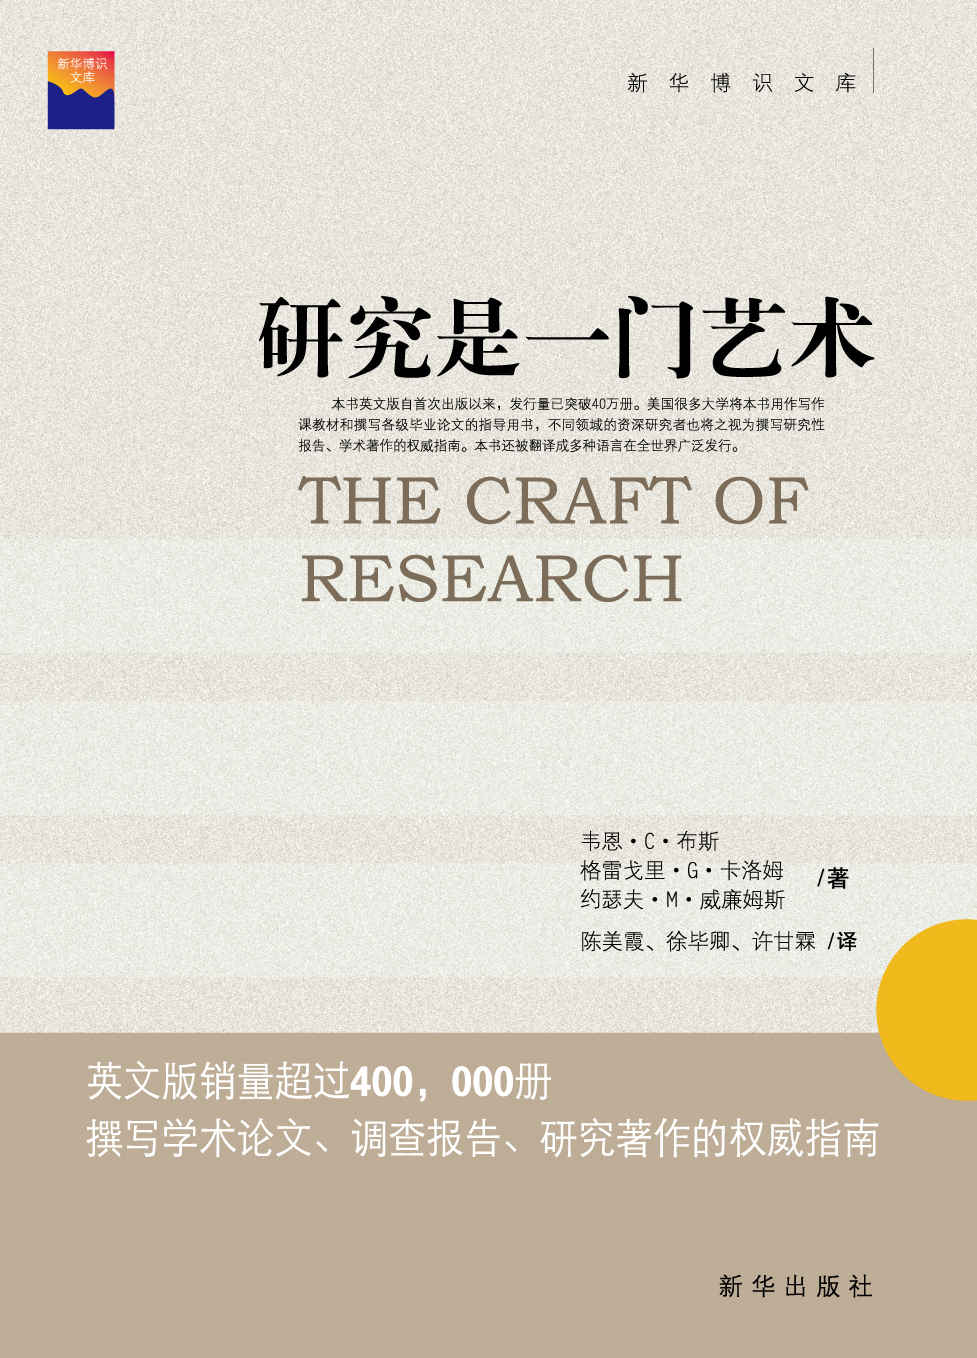 新华博识
文库
新华博识文库
研究是一门艺术
本书英文版自首次出版以来，发行量已突破40万册。美国很多大学将本书用作写作
课教材和撰写各级毕业论文的指导用书，不同领域的资深研究者也将之视为撰写研究性
报告、学术著作的权威指南。本书还被翻译成多种语言在全世界广泛发行。
THE CRAFT OF
RESEARCH
韦恩·C·布斯
格雷戈里·G·卡洛姆
约瑟夫·M·威廉姆斯
/著
陈美霞、徐毕卿、许甘霖 /译
英文版销量超过400，000册
撰写学术论文、调查报告、研究著作的权威指南
新华出版社